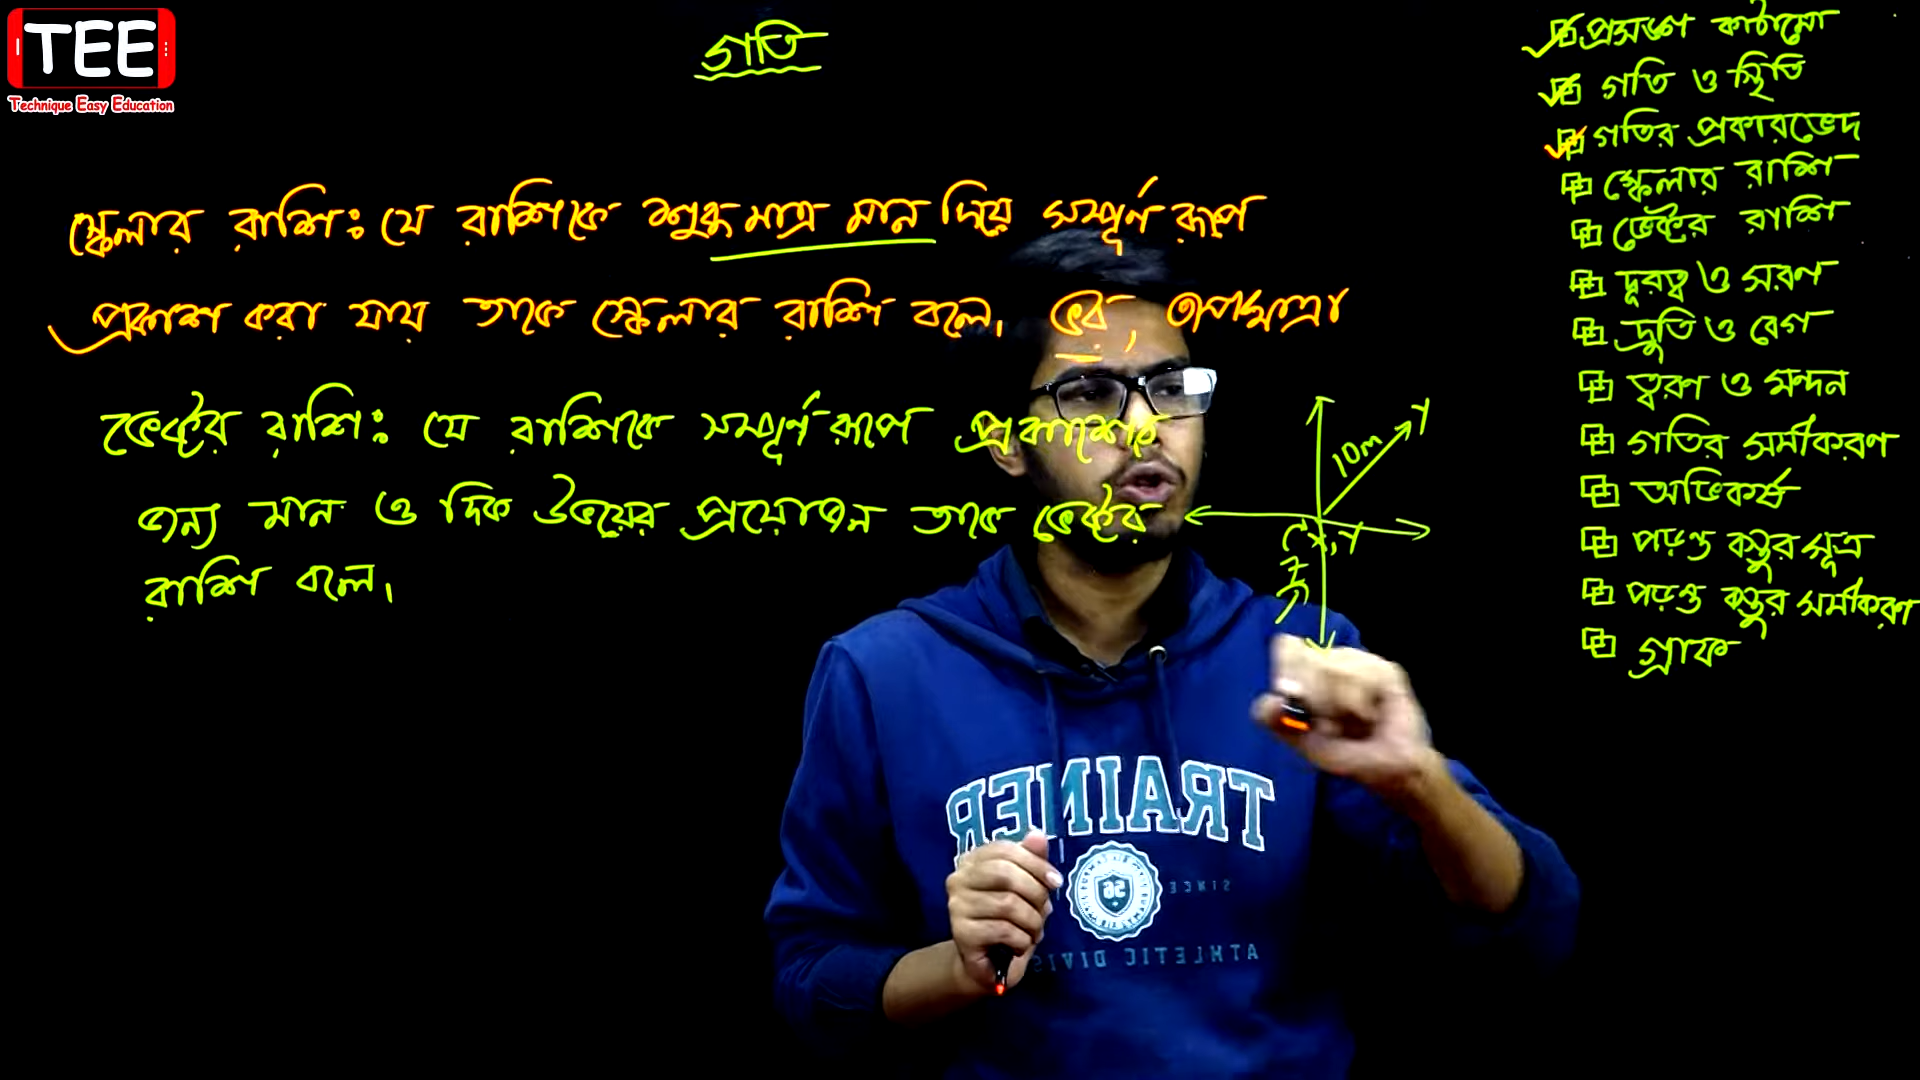 TEE
Technique Easy Education
গতি
স্কেলার রাশিঃ যে রাশিকে শুধুমাত্র মান দিয়ে সম্পূর্ণ রূপে
প্রকাশ করা যায় তাকে স্কেলার রাশি বলে। ভর, তাপমাত্রা
ভেক্টর রাশিঃ যে রাশিকে সম্পূর্ণ রূপে প্রকাশের
জন্য মান ও দিক উভয়ের প্রয়োজন তাকে ভেক্টর
রাশি বলে।
10m
প্রসঙ্গ কাঠামো
গতি ও স্থিতি
গতির প্রকারভেদ
স্কেলার রাশি
ভেক্টর রাশি
দূরত্ব ও সরণ
দ্রুতি ও বেগ
ত্বরণ ও মন্দন
গতির সমীকরণ
অভিকর্ষ
পড়ন্ত বস্তুর সূত্র
পড়ন্ত বস্তুর সমীকরণ
গ্রাফ
TRAINER
SINCE
56
ATHLETIC DIVIS